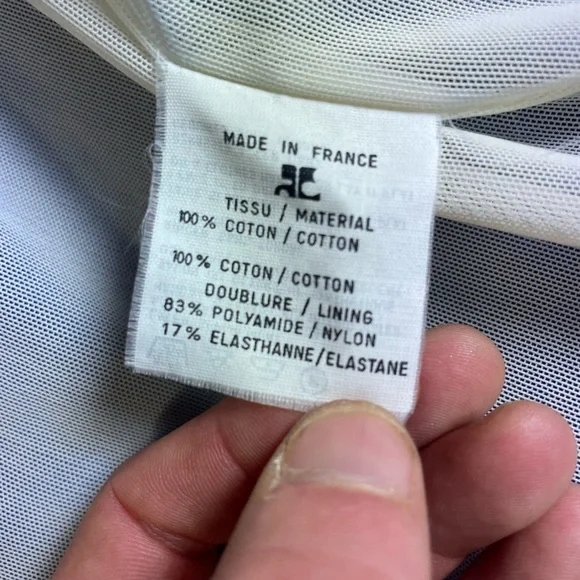 MADE IN FRANCE
TISSU / MATERIAL
100% COTON / COTTON
100% COTON / COTTON
DOUBLURE / LINING
83% POLYAMIDE / NYLON
17% ELASTHANNE/ELASTANE